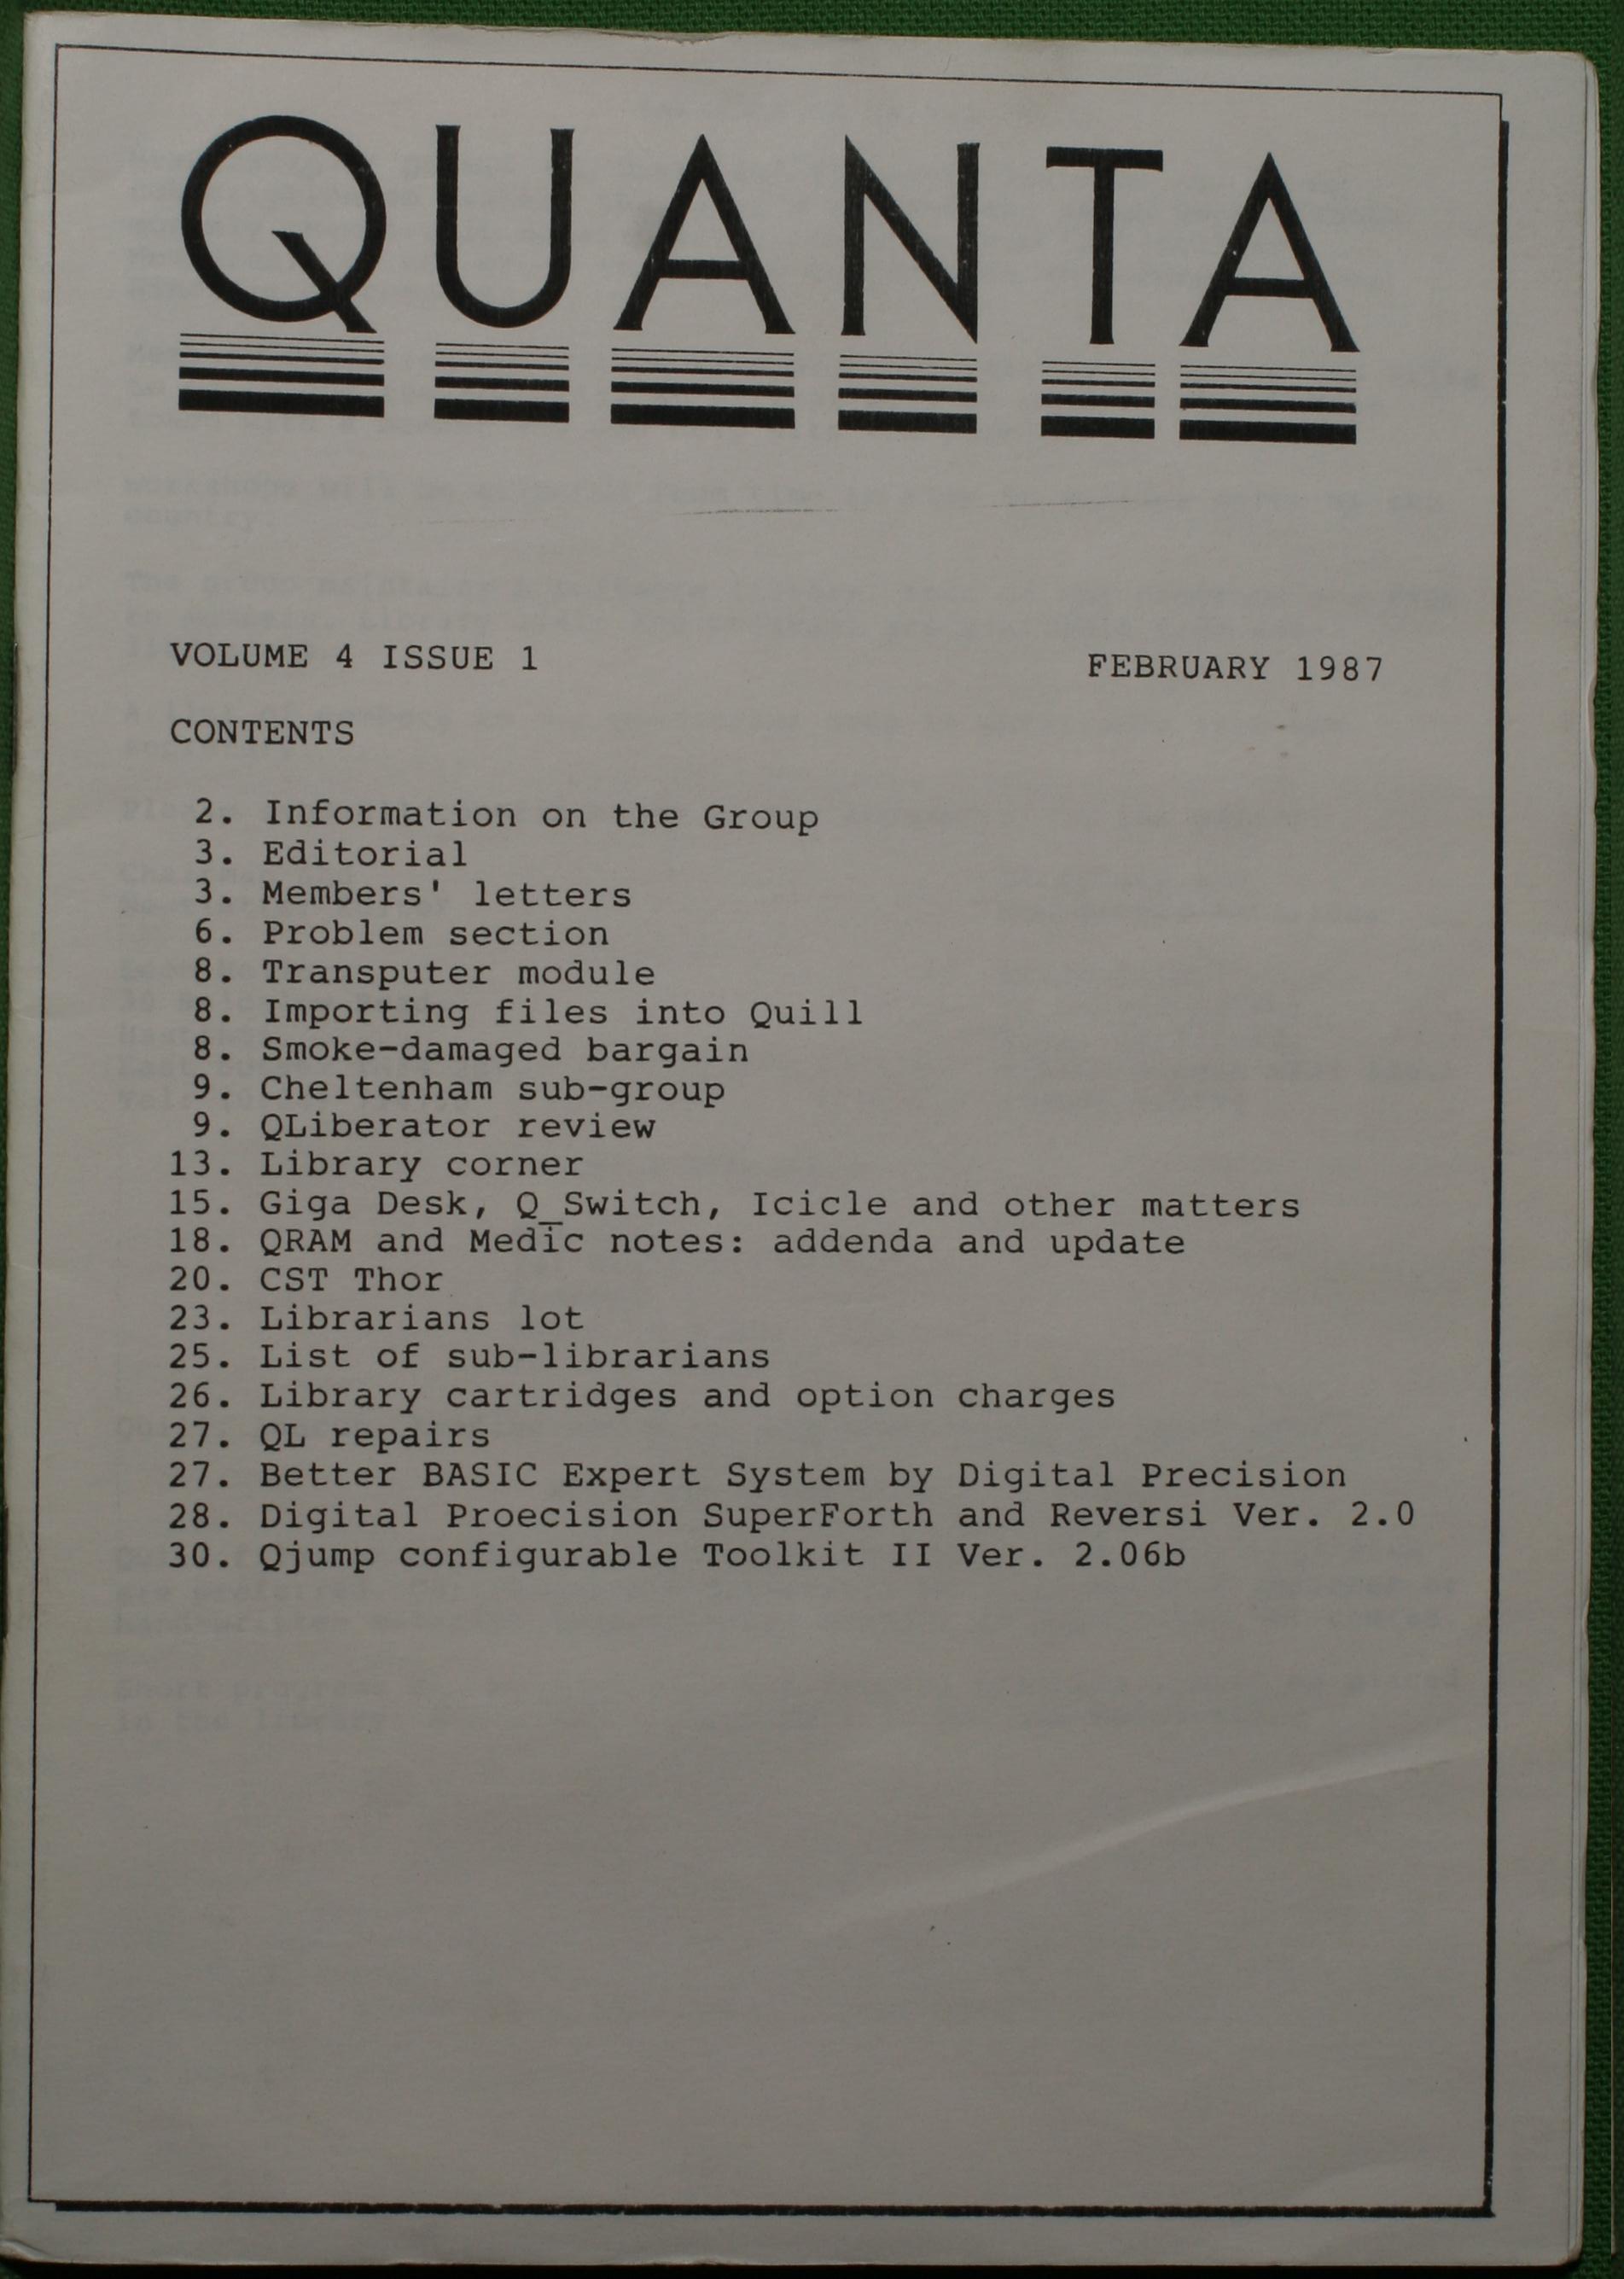 QUANTA
VOLUME 4 ISSUE 1 FEBRUARY 1987
CONTENTS
2. Information on the Group
3. Editorial
3. Members' letters
6. Problem section
8. Transputer module
8. Importing files into Quill
8. Smoke-damaged bargain
9. Cheltenham sub-group
9. QLiberator review
13. Library corner
15. Giga Desk, Q_Switch, Icicle and other matters
18. QRAM and Medic notes: addenda and update
20. CST Thor
23. Librarians lot
25. List of sub-librarians
26. Library cartridges and option charges
27. QL repairs
27. Better BASIC Expert System by Digital Precision
28. Digital Proecision SuperForth and Reversi Ver. 2.0
30. Qjump configurable Toolkit II Ver. 2.06b